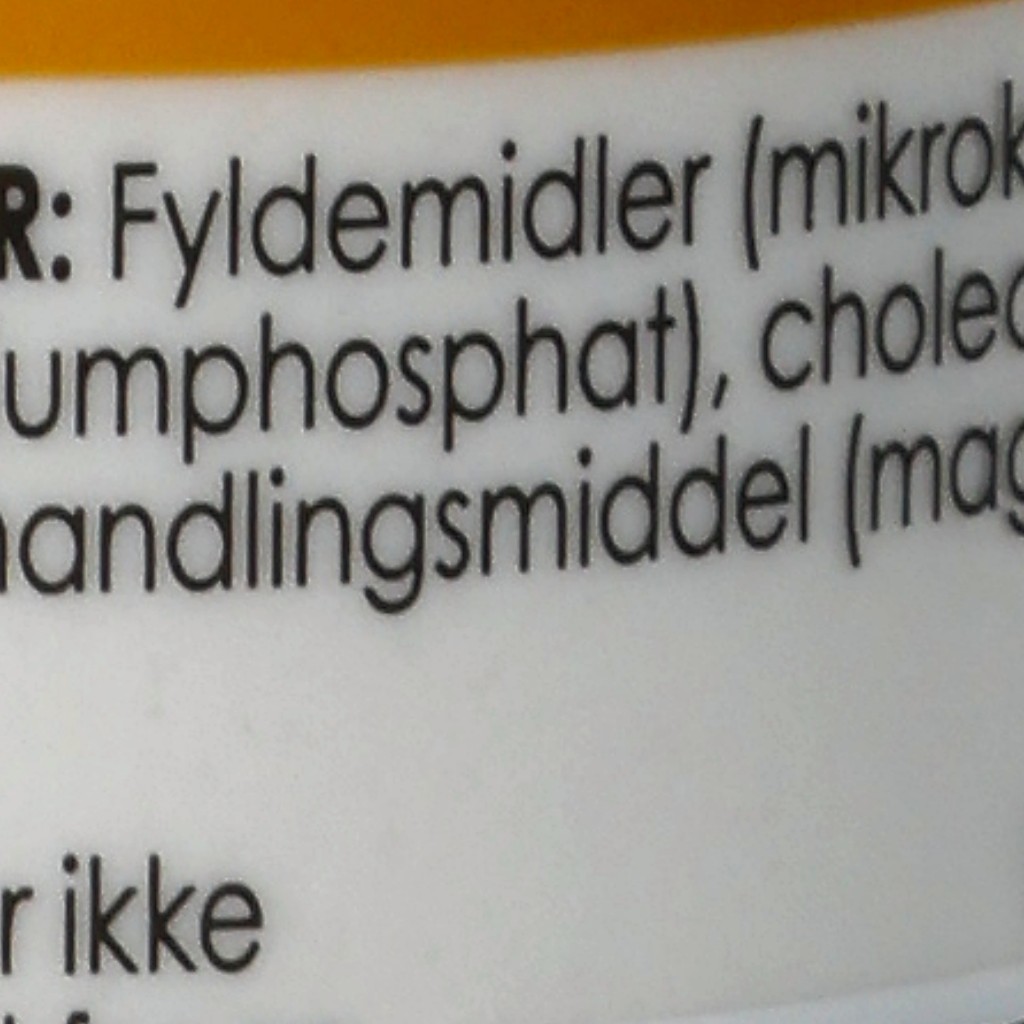 R: Fyldemidler (mikrok
umphosphat), chole
handlingsmiddel (mag
r ikke